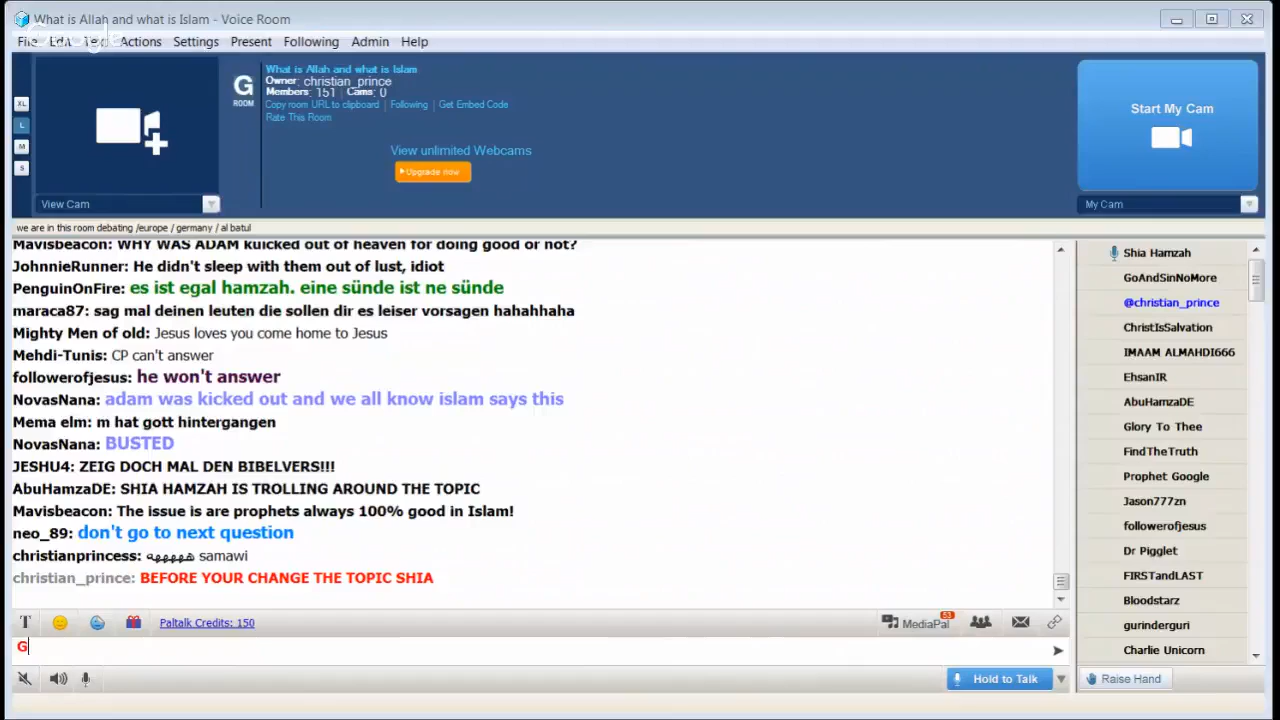 What is Allah and what is Islam - Voice Room
Google
File Edit Text Actions Settings Present Following Admin Help
XL
L
M
S
View Cam
G
ROOM
What is Allah and what is Islam
Owner: christian_prince
Members: 151 | Cams: 0
Copy room URL to clipboard | Following | Get Embed Code
Rate This Room
View unlimited Webcams
Upgrade now
Start My Cam
My Cam
we are in this room debating /europe / germany / al batul
Mavisbeacon: WHY WAS ADAM kuicked out of heaven for doing good or not?
JohnnieRunner: He didn't sleep with them out of lust, idiot
PenguinOnFire: es ist egal hamzah. eine sünde ist ne sünde
maraca87: sag mal deinen leuten die sollen dir es leiser vorsagen hahahhaha
Mighty Men of old: Jesus loves you come home to Jesus
Mehdi-Tunis: CP can't answer
followerofjesus: he won't answer
NovasNana: adam was kicked out and we all know islam says this
Mema elm: m hat gott hintergangen
NovasNana: BUSTED
JESHU4: ZEIG DOCH MAL DEN BIBELVERS!!!
AbuHamzaDE: SHIA HAMZAH IS TROLLING AROUND THE TOPIC
Mavisbeacon: The issue is are prophets always 100% good in Islam!
neo_89: don't go to next question
christianprincess: samawi
christian_prince: BEFORE YOUR CHANGE THE TOPIC SHIA
Shia Hamzah
GoAndSinNoMore
@christian_prince
ChristIsSalvation
IMAAM ALMAHDI666
EhsanIR
AbuHamzaDE
Glory To Thee
FindTheTruth
Prophet Google
Jason777zn
followerofjesus
Dr Pigglet
FIRSTandLAST
Bloodstarz
gurinderguri
Charlie Unicorn
T
Paltalk Credits: 150
MediaPal
53
G
Hold to Talk
Raise Hand